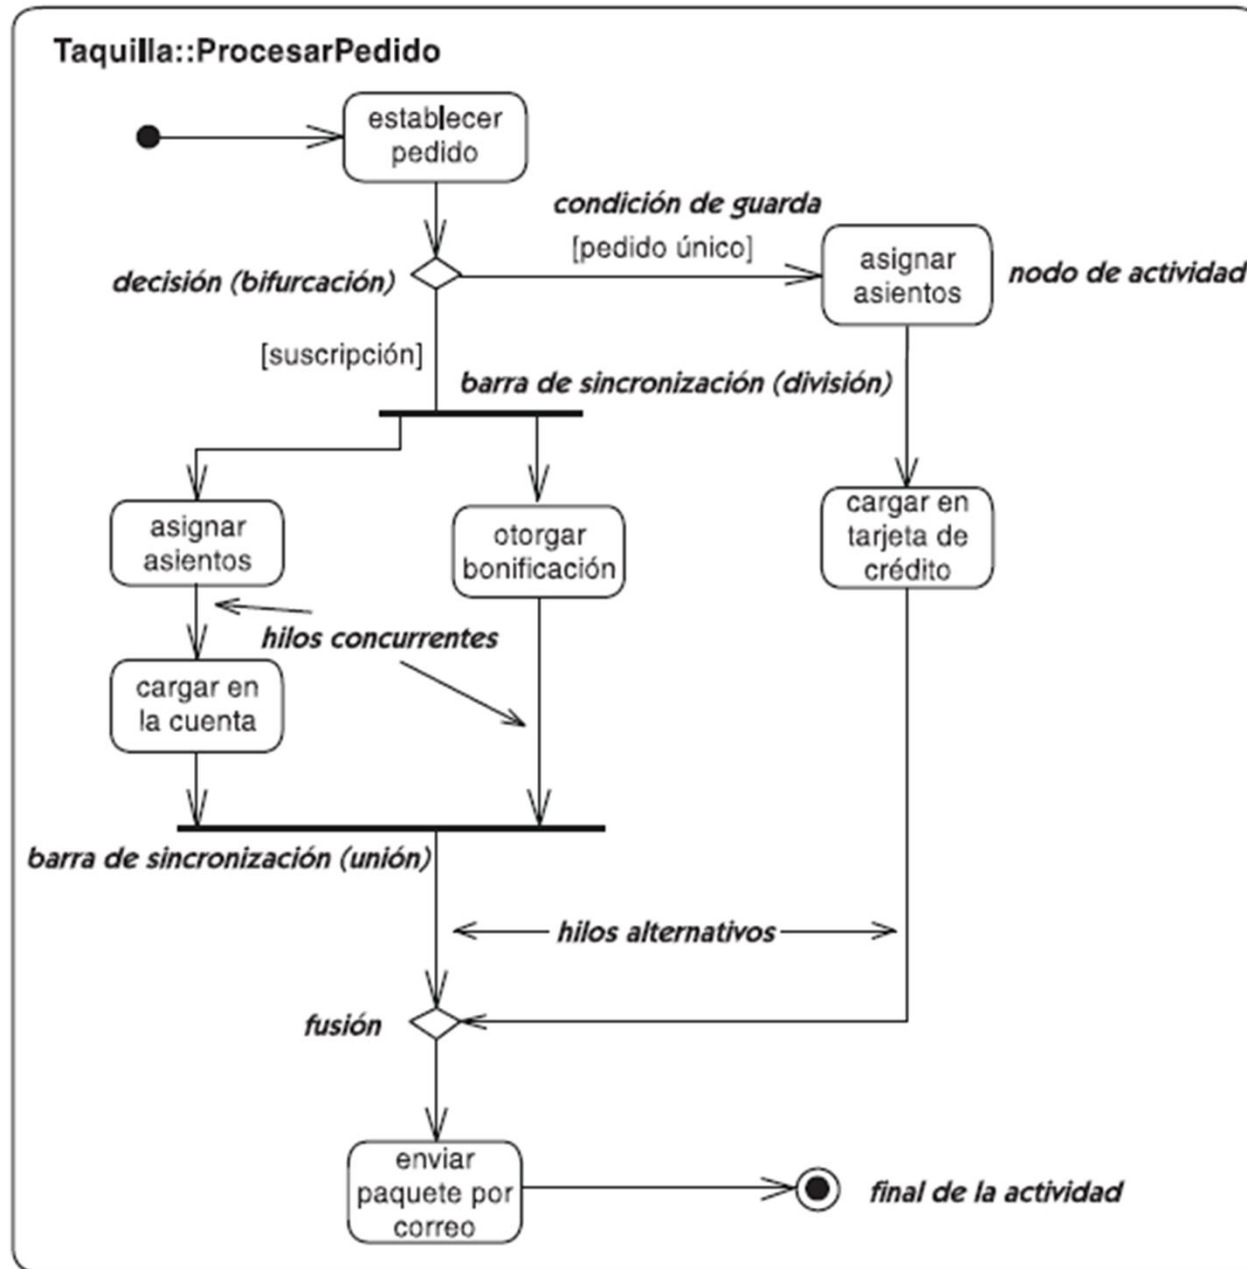 Taquilla::ProcesarPedido
establecer
pedido
condición de guarda
[pedido único]
asignar
asientos
nodo de actividad
decisión (bifurcación)
[suscripción]
barra de sincronización (división)
asignar
asientos
otorgar
bonificación
cargar en
tarjeta de
crédito
hilos concurrentes
cargar en
la cuenta
barra de sincronización (unión)
hilos alternativos
fusión
enviar
paquete por
correo
final de la actividad